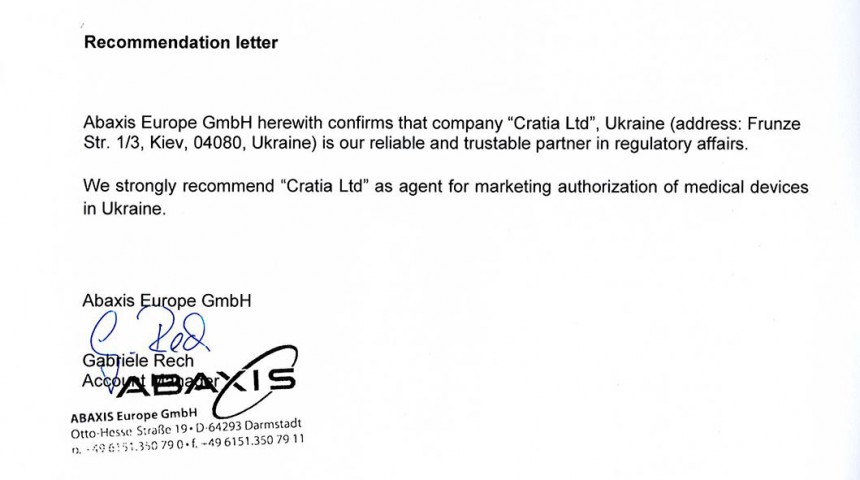 Recommendation letter
Abaxis Europe GmbH herewith confirms that company “Cratia Ltd”, Ukraine (address: Frunze
Str. 1/3, Kiev, 04080, Ukraine) is our reliable and trustable partner in regulatory affairs.
We strongly recommend “Cratia Ltd” as agent for marketing authorization of medical devices
in Ukraine.
Abaxis Europe GmbH
Gabriele Rech
Account Manager
ABAXIS
ABAXIS Europe GmbH
Otto-Hesse Straße 19 • D-64293 Darmstadt
+49 6151.350 79 0 • f. +49 6151.350 79 11